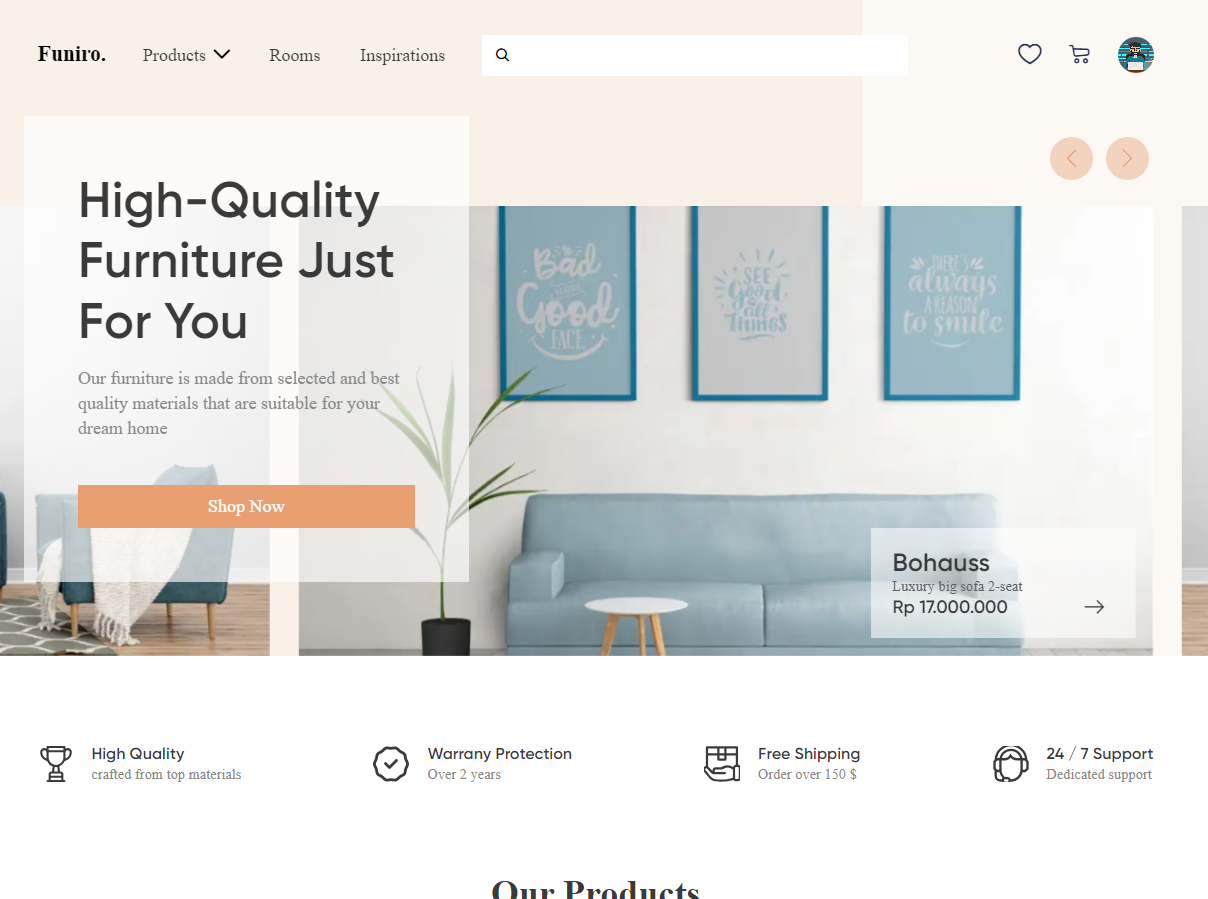 Funiro.
Products
Rooms
Inspirations
High-Quality
Furniture Just
For You
Our furniture is made from selected and best
quality materials that are suitable for your
dream home
Shop Now
to
Bad
Good
FACE
SEE
Good
all
THINGS
THERE'S
always
A REASON
to smile
Bohauss
Luxury big sofa 2-seat
Rp 17.000.000
High Quality
crafted from top materials
Warrany Protection
Over 2 years
Free Shipping
Order over 150 $
24 / 7 Support
Dedicated support
Our Products